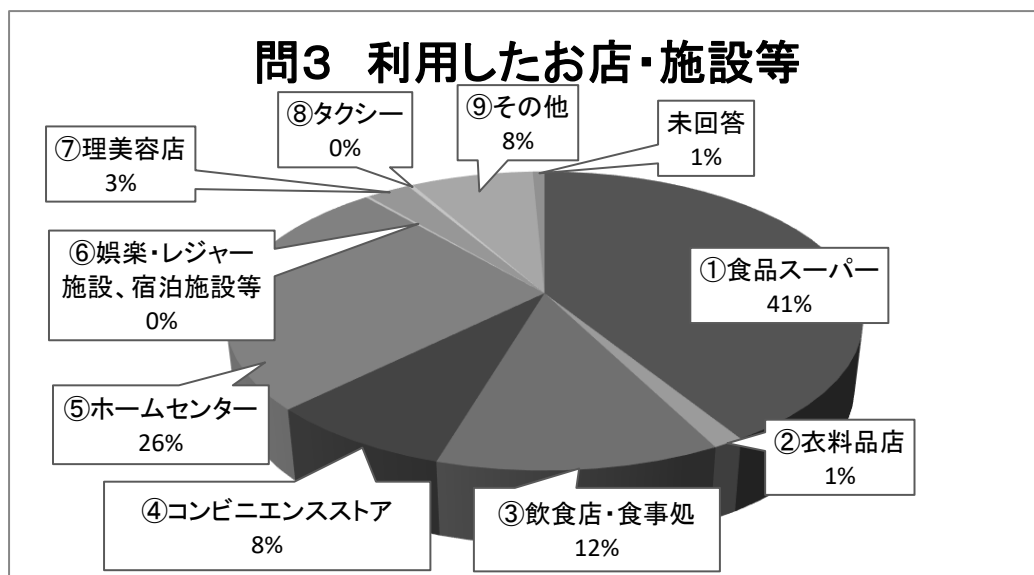 問3　利用したお店・施設等
①食品スーパー
41%
②衣料品店
1%
③飲食店・食事処
12%
④コンビニエンスストア
8%
⑤ホームセンター
26%
⑥娯楽・レジャー
施設、宿泊施設等
0%
⑦理美容店
3%
⑧タクシー
0%
⑨その他
8%
未回答
1%